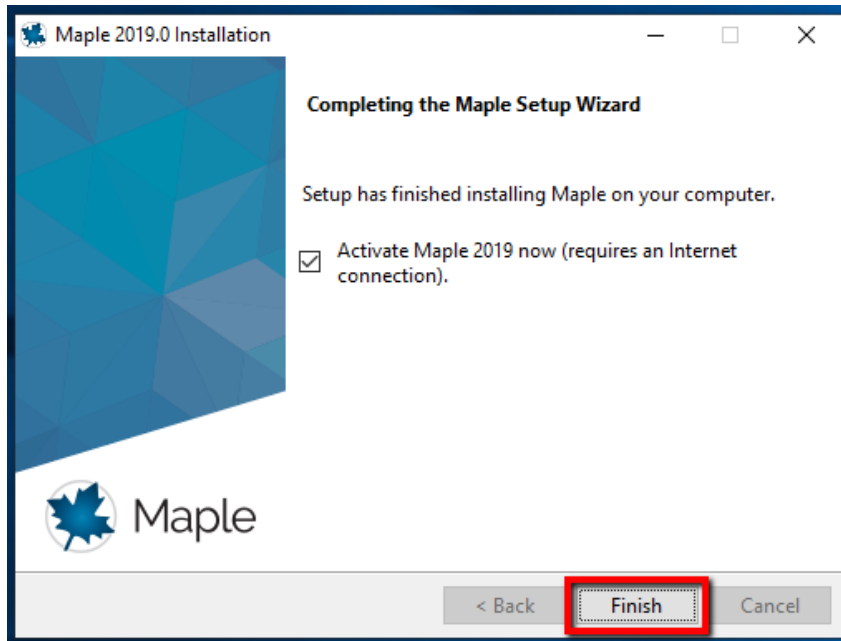 Maple 2019.0 Installation
Completing the Maple Setup Wizard
Setup has finished installing Maple on your computer.
Activate Maple 2019 now (requires an Internet
connection).
Maple
< Back Finish Cancel